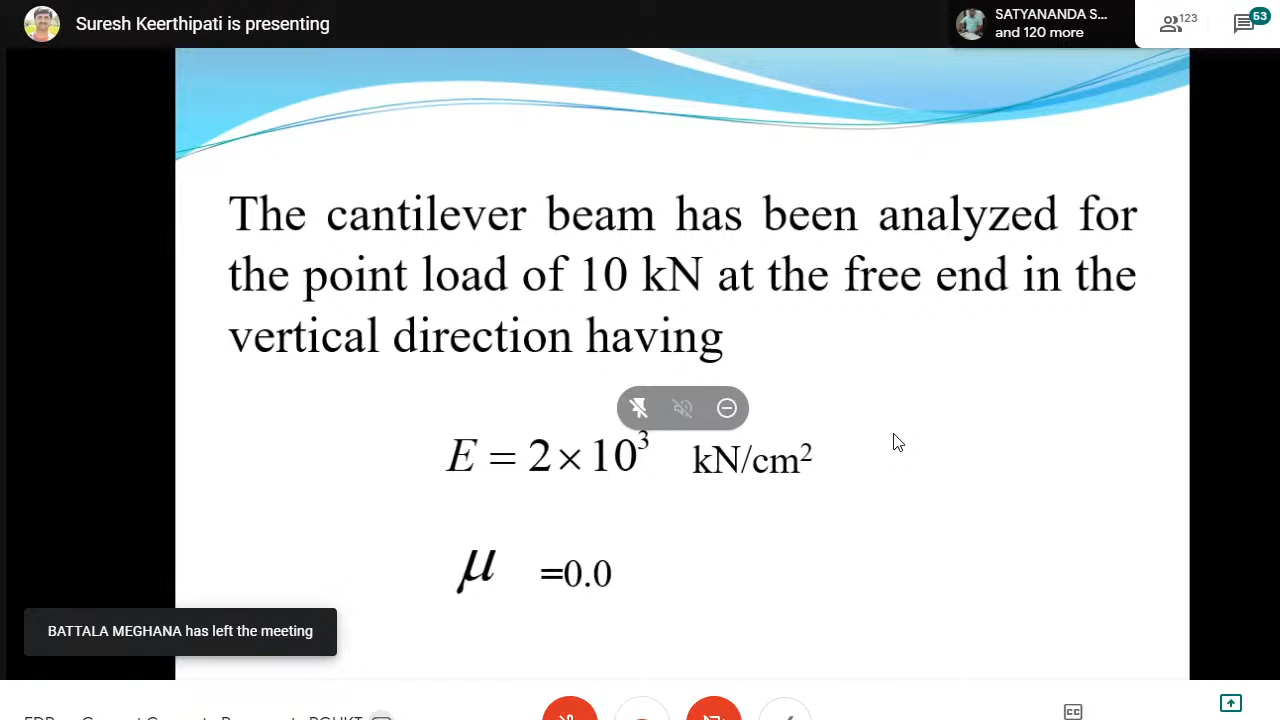 Suresh Keerthipati is presenting
SATYANANDA S...
and 120 more
123
53
The cantilever beam has been analyzed for
the point load of 10 kN at the free end in the
vertical direction having
E = 2 × 10³ kN/cm²
μ =0.0
BATTALA MEGHANA has left the meeting
CC